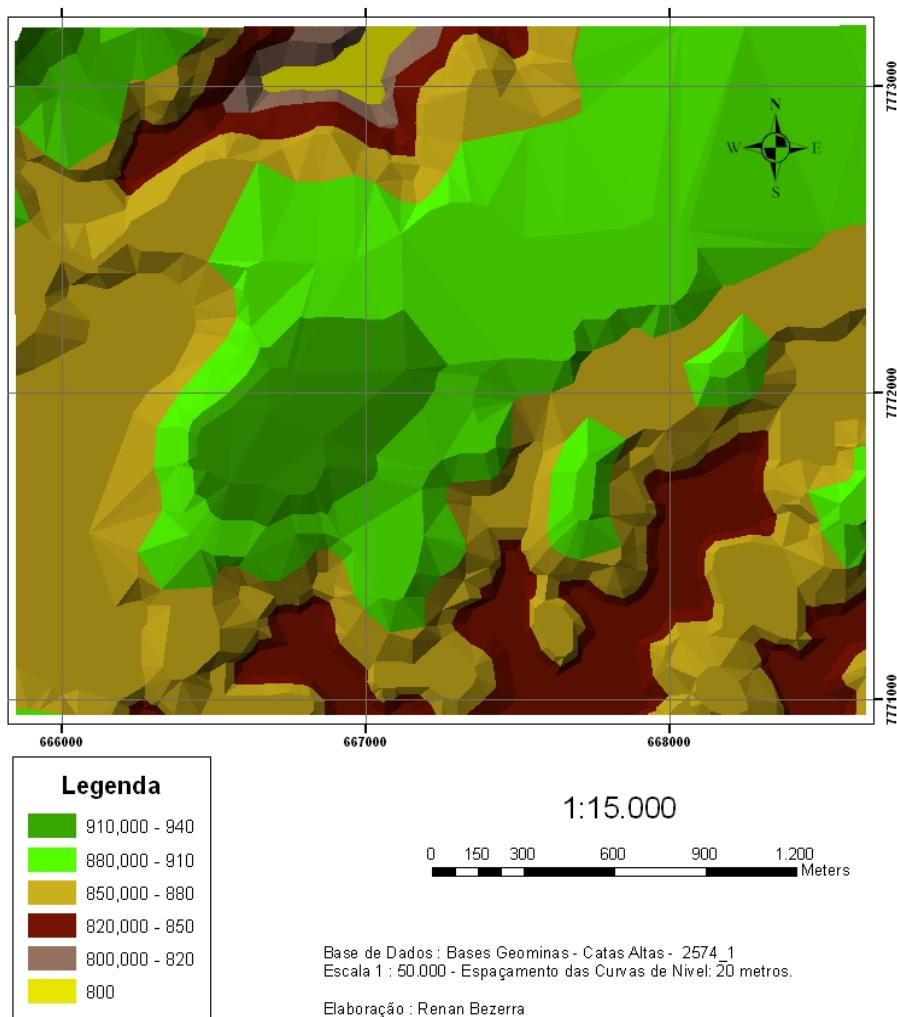 N
W
E
S
7773000
7772000
7771000
666000
667000
668000
Legenda
910,000 - 940
880,000 - 910
850,000 - 880
820,000 - 850
800,000 - 820
800
1:15.000
0 150 300 600 900 1.200
Meters
Base de Dados : Bases Geominas - Catas Altas - 2574_1
Escala 1 : 50.000 - Espaçamento das Curvas de Nivel: 20 metros.
Elaboração : Renan Bezerra